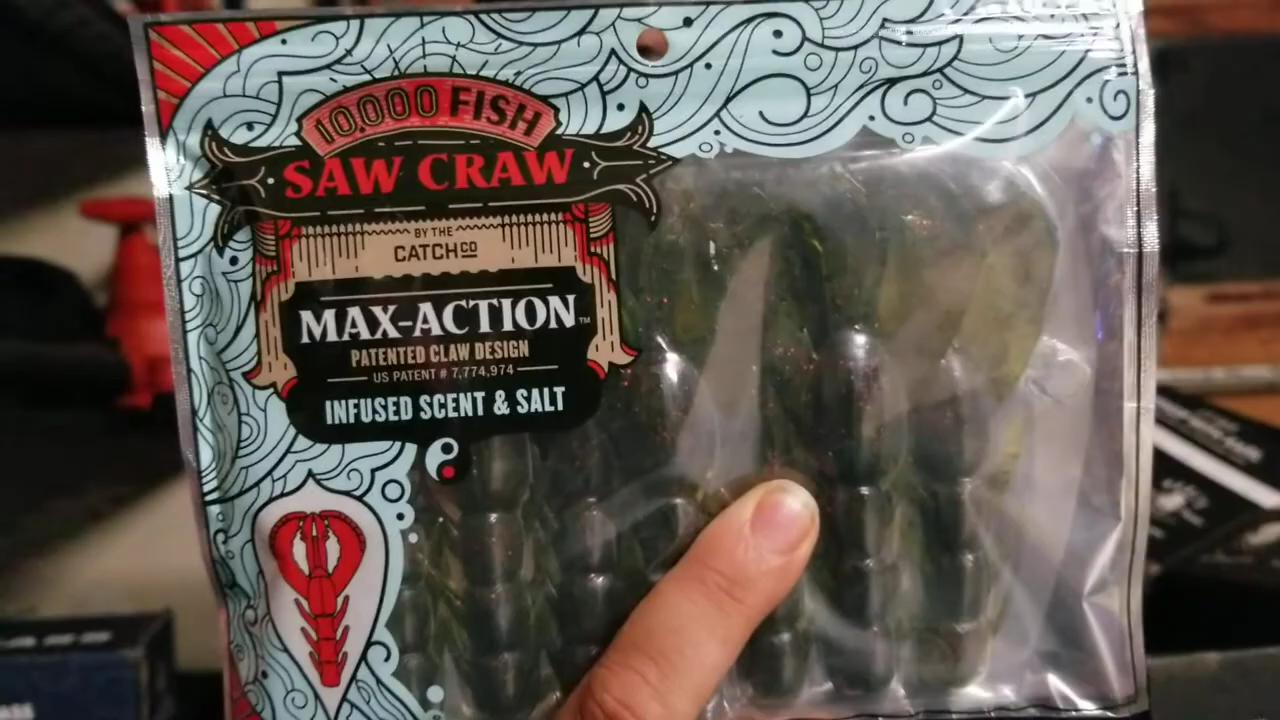 10,000 FISH
SAW CRAW
BY THE
CATCH CO
MAX-ACTION™
PATENTED CLAW DESIGN
US PATENT # 7,774,974
INFUSED SCENT & SALT